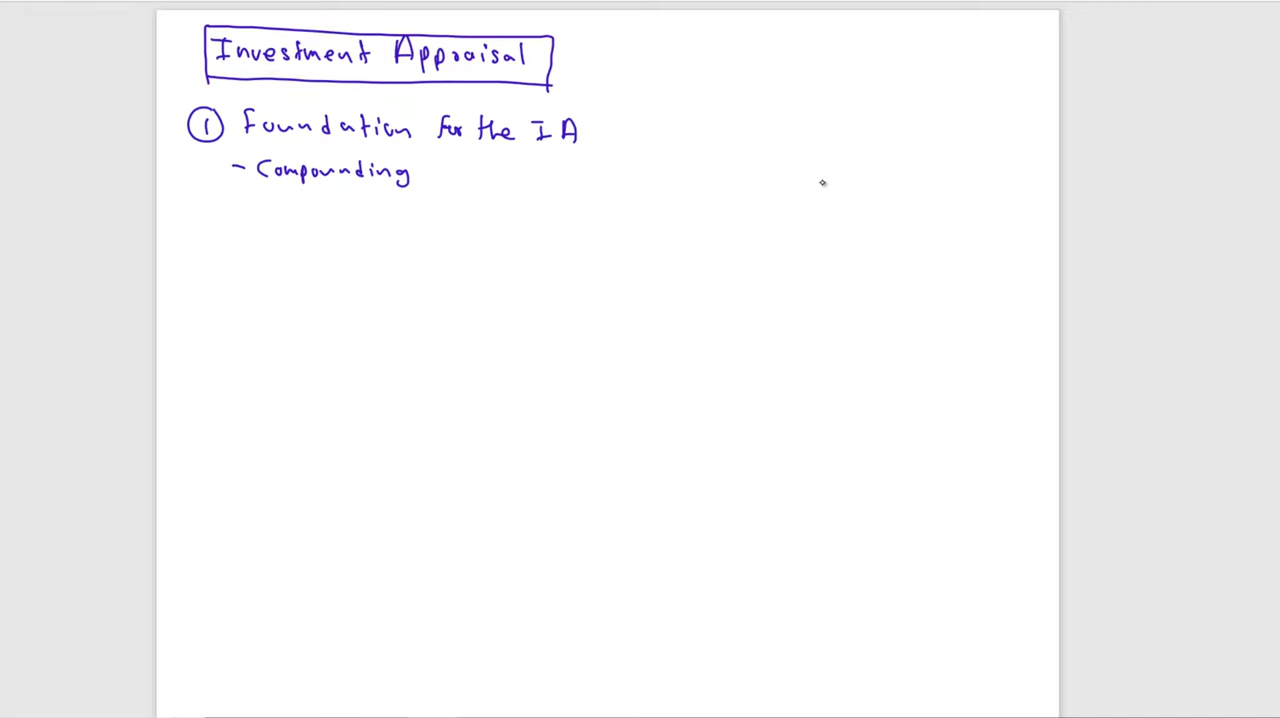 Investment Appraisal
① Foundation for the IA
- Compounding